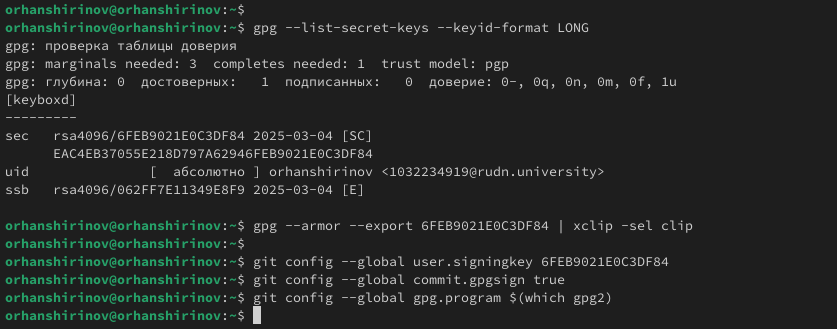 orhanshirinov@orhanshirinov:~$
orhanshirinov@orhanshirinov:~$ gpg --list-secret-keys --keyid-format LONG
gpg: проверка таблицы доверия
gpg: marginals needed: 3  completes needed: 1  trust model: pgp
gpg: глубина: 0  достоверных:   1  подписанных:   0  доверие: 0-, 0q, 0n, 0m, 0f, 1u
[keyboxd]
---------
sec   rsa4096/6FEB9021E0C3DF84 2025-03-04 [SC]
      EAC4EB37055E218D797A62946FEB9021E0C3DF84
uid               [  абсолютно ] orhanshirinov <1032234919@rudn.university>
ssb   rsa4096/062FF7E11349E8F9 2025-03-04 [E]
orhanshirinov@orhanshirinov:~$ gpg --armor --export 6FEB9021E0C3DF84 | xclip -sel clip
orhanshirinov@orhanshirinov:~$
orhanshirinov@orhanshirinov:~$ git config --global user.signingkey 6FEB9021E0C3DF84
orhanshirinov@orhanshirinov:~$ git config --global commit.gpgsign true
orhanshirinov@orhanshirinov:~$ git config --global gpg.program $(which gpg2)
orhanshirinov@orhanshirinov:~$